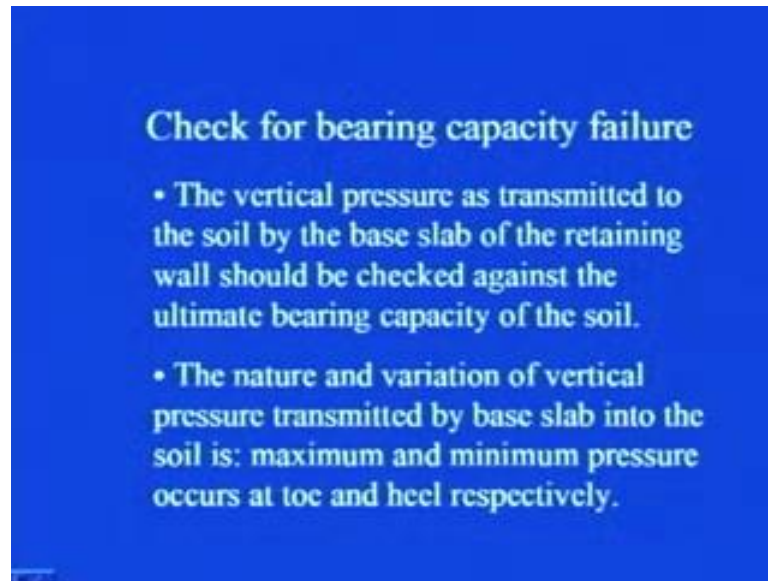 Check for bearing capacity failure
• The vertical pressure as transmitted to
the soil by the base slab of the retaining
wall should be checked against the
ultimate bearing capacity of the soil.
• The nature and variation of vertical
pressure transmitted by base slab into the
soil is: maximum and minimum pressure
occurs at toe and heel respectively.